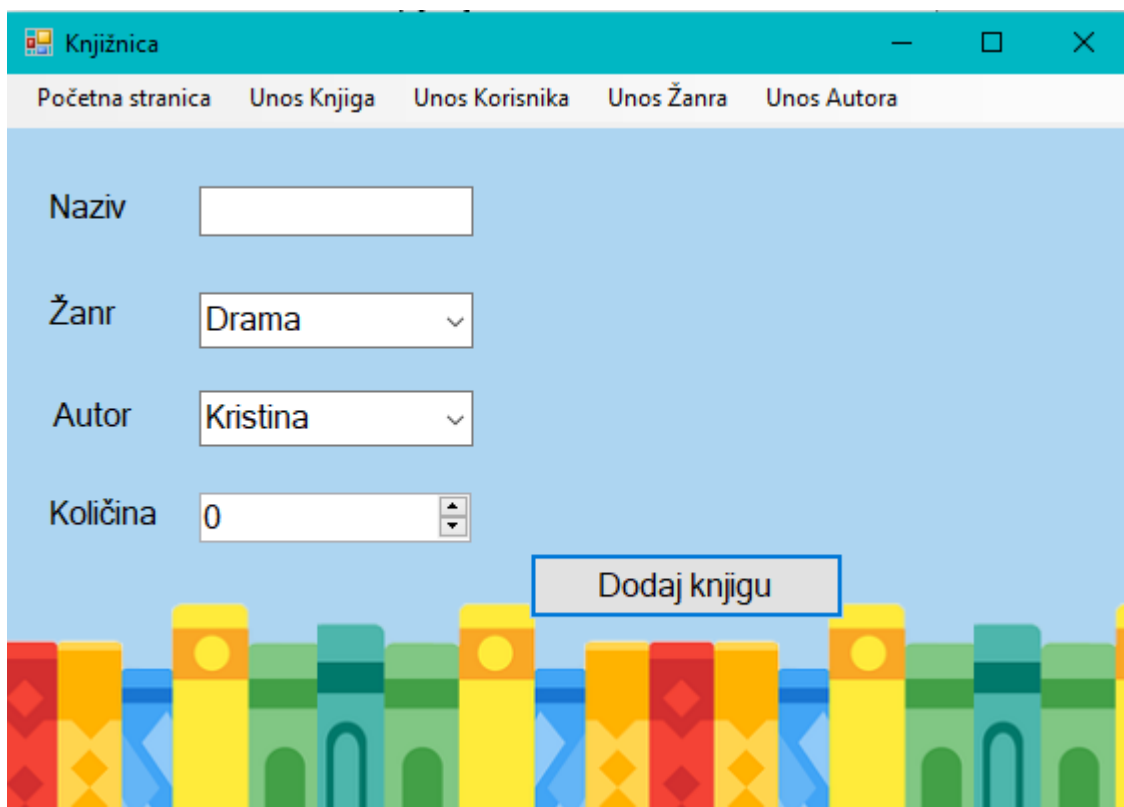 Knjižnica
Početna stranica Unos Knjiga Unos Korisnika Unos Žanra Unos Autora
Naziv
Žanr Drama
Autor Kristina
Količina 0
Dodaj knjigu